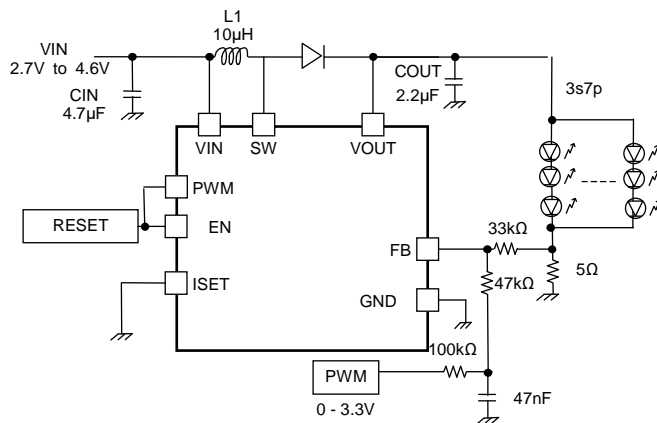 L1
10µH
VIN
2.7V to 4.6V
CIN
4.7µF
COUT
2.2µF
3s7p
VIN
SW
VOUT
PWM
RESET
EN
FB
33kΩ
47kΩ
5Ω
ISET
GND
100kΩ
PWM
0 - 3.3V
47nF